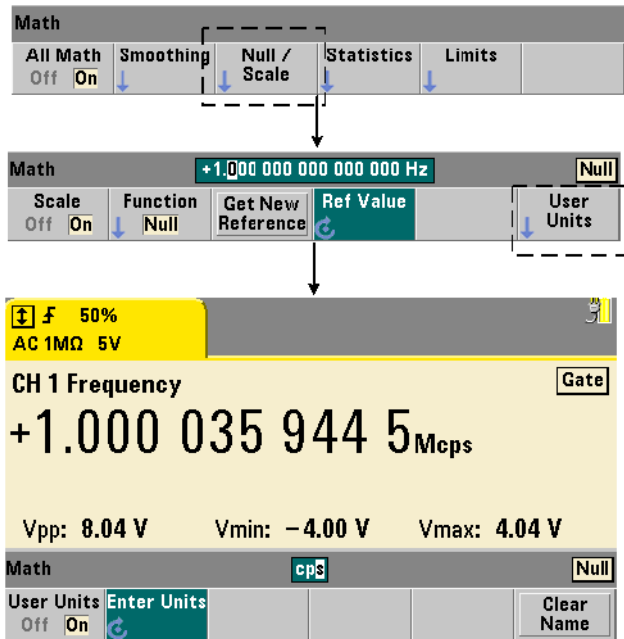 Math
All Math Smoothing Null / Statistics Limits
Off On Scale
Math +1.000 000 000 000 000 Hz Null
Scale Function Get New Ref Value User
Off On Null Reference Units
50%
AC 1MΩ 5V
CH 1 Frequency Gate
+1.000 035 944 5 Mcps
Vpp: 8.04 V Vmin: −4.00 V Vmax: 4.04 V
Math cps Null
User Units Enter Units Clear
Off On Name